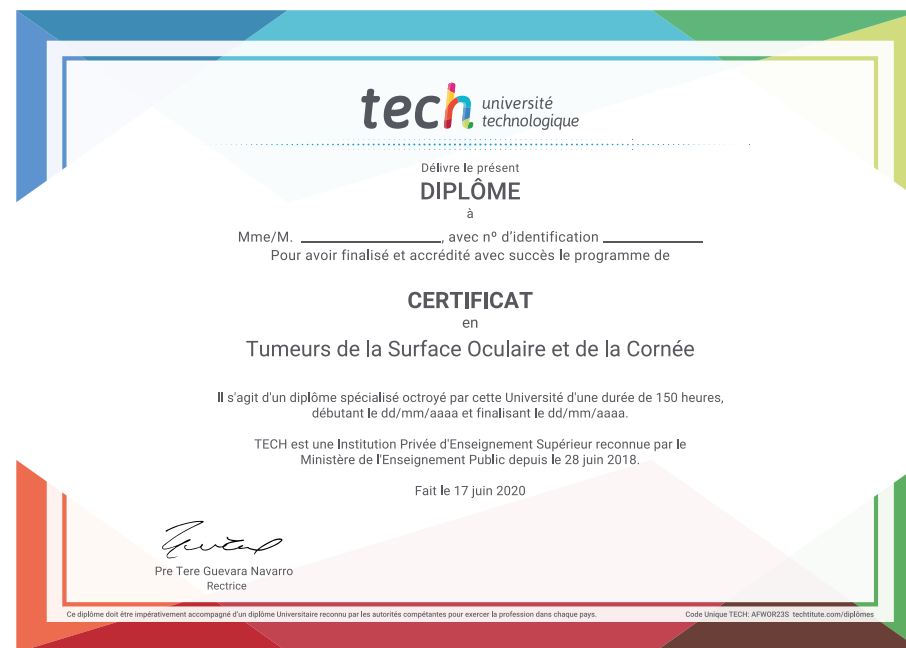 tech université
technologique
Délivre le présent
DIPLÔME
à
Mme/M. ____________________, avec nº d'identification ______________
Pour avoir finalisé et accrédité avec succès le programme de
CERTIFICAT
en
Tumeurs de la Surface Oculaire et de la Cornée
Il s'agit d'un diplôme spécialisé octroyé par cette Université d'une durée de 150 heures,
débutant le dd/mm/aaaa et finalisant le dd/mm/aaaa.
TECH est une Institution Privée d'Enseignement Supérieur reconnue par le
Ministère de l'Enseignement Public depuis le 28 juin 2018.
Fait le 17 juin 2020
Pre Tere Guevara Navarro
Rectrice
Ce diplôme doit être impérativement accompagné d'un diplôme Universitaire reconnu par les autorités compétantes pour exercer la profession dans chaque pays.
Code Unique TECH: AFWOR23S techtitute.com/diplômes